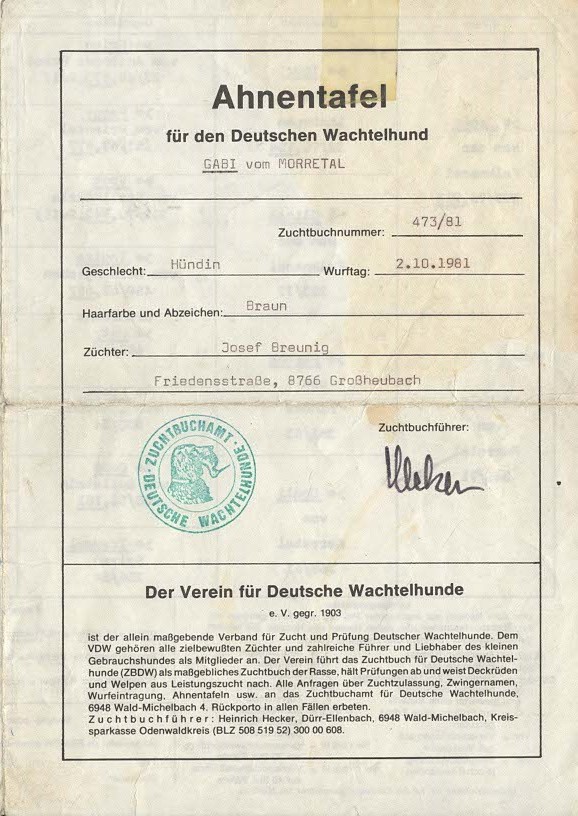 Ahnentafel
für den Deutschen Wachtelhund
GABI vom MORRETAL
Zuchtbuchnummer: 473/81
Geschlecht: Hündin Wurftag: 2.10.1981
Haarfarbe und Abzeichen: Braun
Züchter: Josef Breunig
Friedensstraße, 8766 Großheubach
Zuchtbuchführer:
ZUCHTBUCHAMT · DEUTSCHE WACHTELHUNDE ·
Der Verein für Deutsche Wachtelhunde
e. V. gegr. 1903
ist der allein maßgebende Verband für Zucht und Prüfung Deutscher Wachtelhunde. Dem
VDW gehören alle zielbewußten Züchter und zahlreiche Führer und Liebhaber des kleinen
Gebrauchshundes als Mitglieder an. Der Verein führt das Zuchtbuch für Deutsche Wachtel-
hunde (ZBDW) als maßgebliches Zuchtbuch der Rasse, hält Prüfungen ab und weist Deckrüden
und Welpen aus Leistungszucht nach. Alle Anfragen über Zuchtzulassung, Zwingernamen,
Wurfeintragung, Ahnentafeln usw. an das Zuchtbuchamt für Deutsche Wachtelhunde,
6948 Wald-Michelbach 4. Rückporto in allen Fällen erbeten.
Zuchtbuchführer: Heinrich Hecker, Dürr-Ellenbach, 6948 Wald-Michelbach, Kreis-
sparkasse Odenwaldkreis (BLZ 508 519 52) 300 00 608.